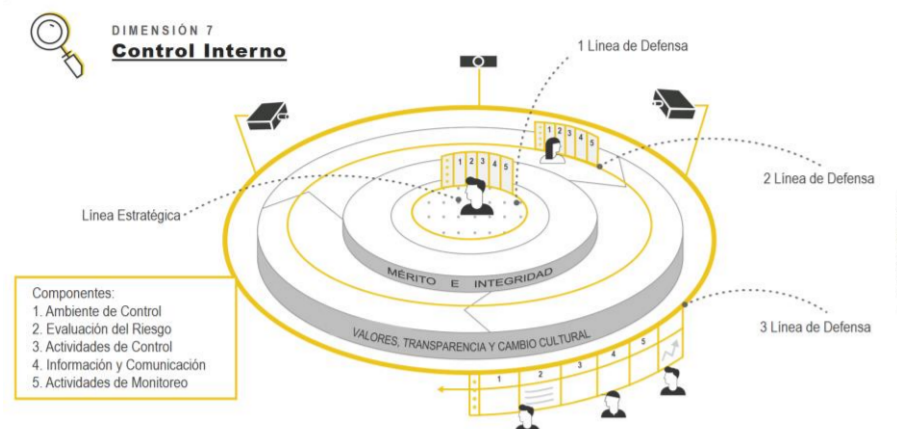 DIMENSIÓN 7
Control Interno
1 Línea de Defensa
1 2 3 4 5
1 2 3 4 5
2 Línea de Defensa
Línea Estratégica
MÉRITO E INTEGRIDAD
Componentes:
1. Ambiente de Control
2. Evaluación del Riesgo
3. Actividades de Control
4. Información y Comunicación
5. Actividades de Monitoreo
VALORES, TRANSPARENCIA Y CAMBIO CULTURAL
3 Línea de Defensa
1 2 3 4 5